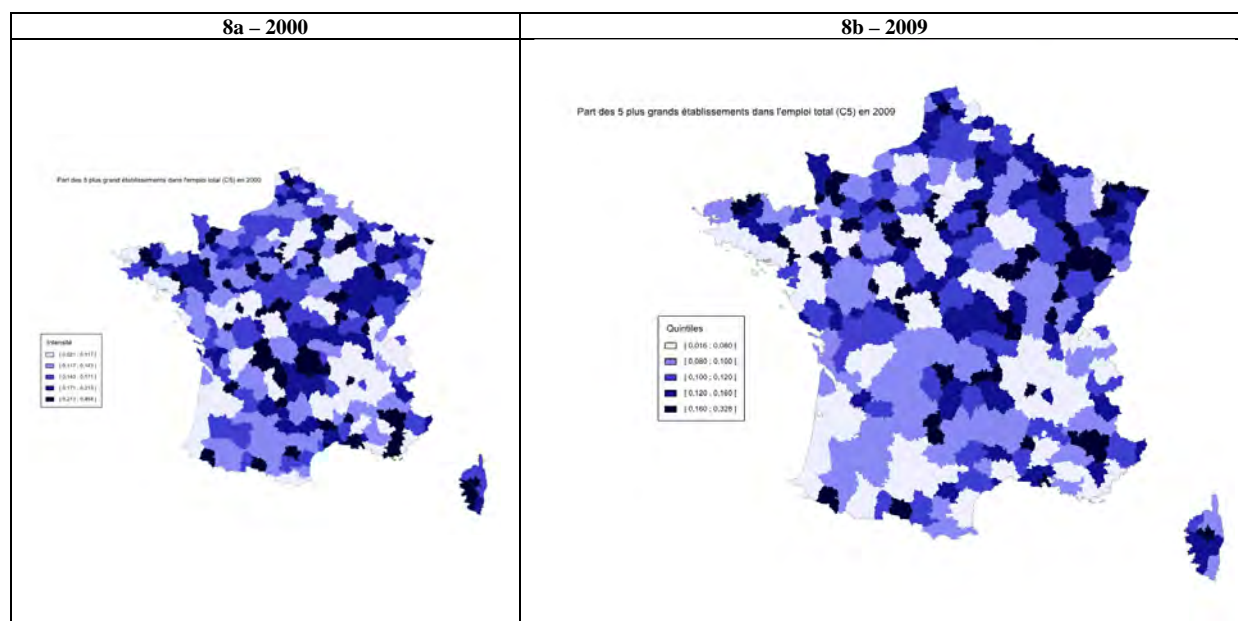 8a – 2000
8b – 2009
Part des 5 plus grand établissements dans l'emploi total (C5) en 2000
Part des 5 plus grands établissements dans l'emploi total (C5) en 2009
Intensité
Quintiles
[ 0,016 ; 0,080 [
[ 0,080 ; 0,100 [
[ 0,100 ; 0,120 [
[ 0,120 ; 0,160 [
[ 0,160 ; 0,328 [